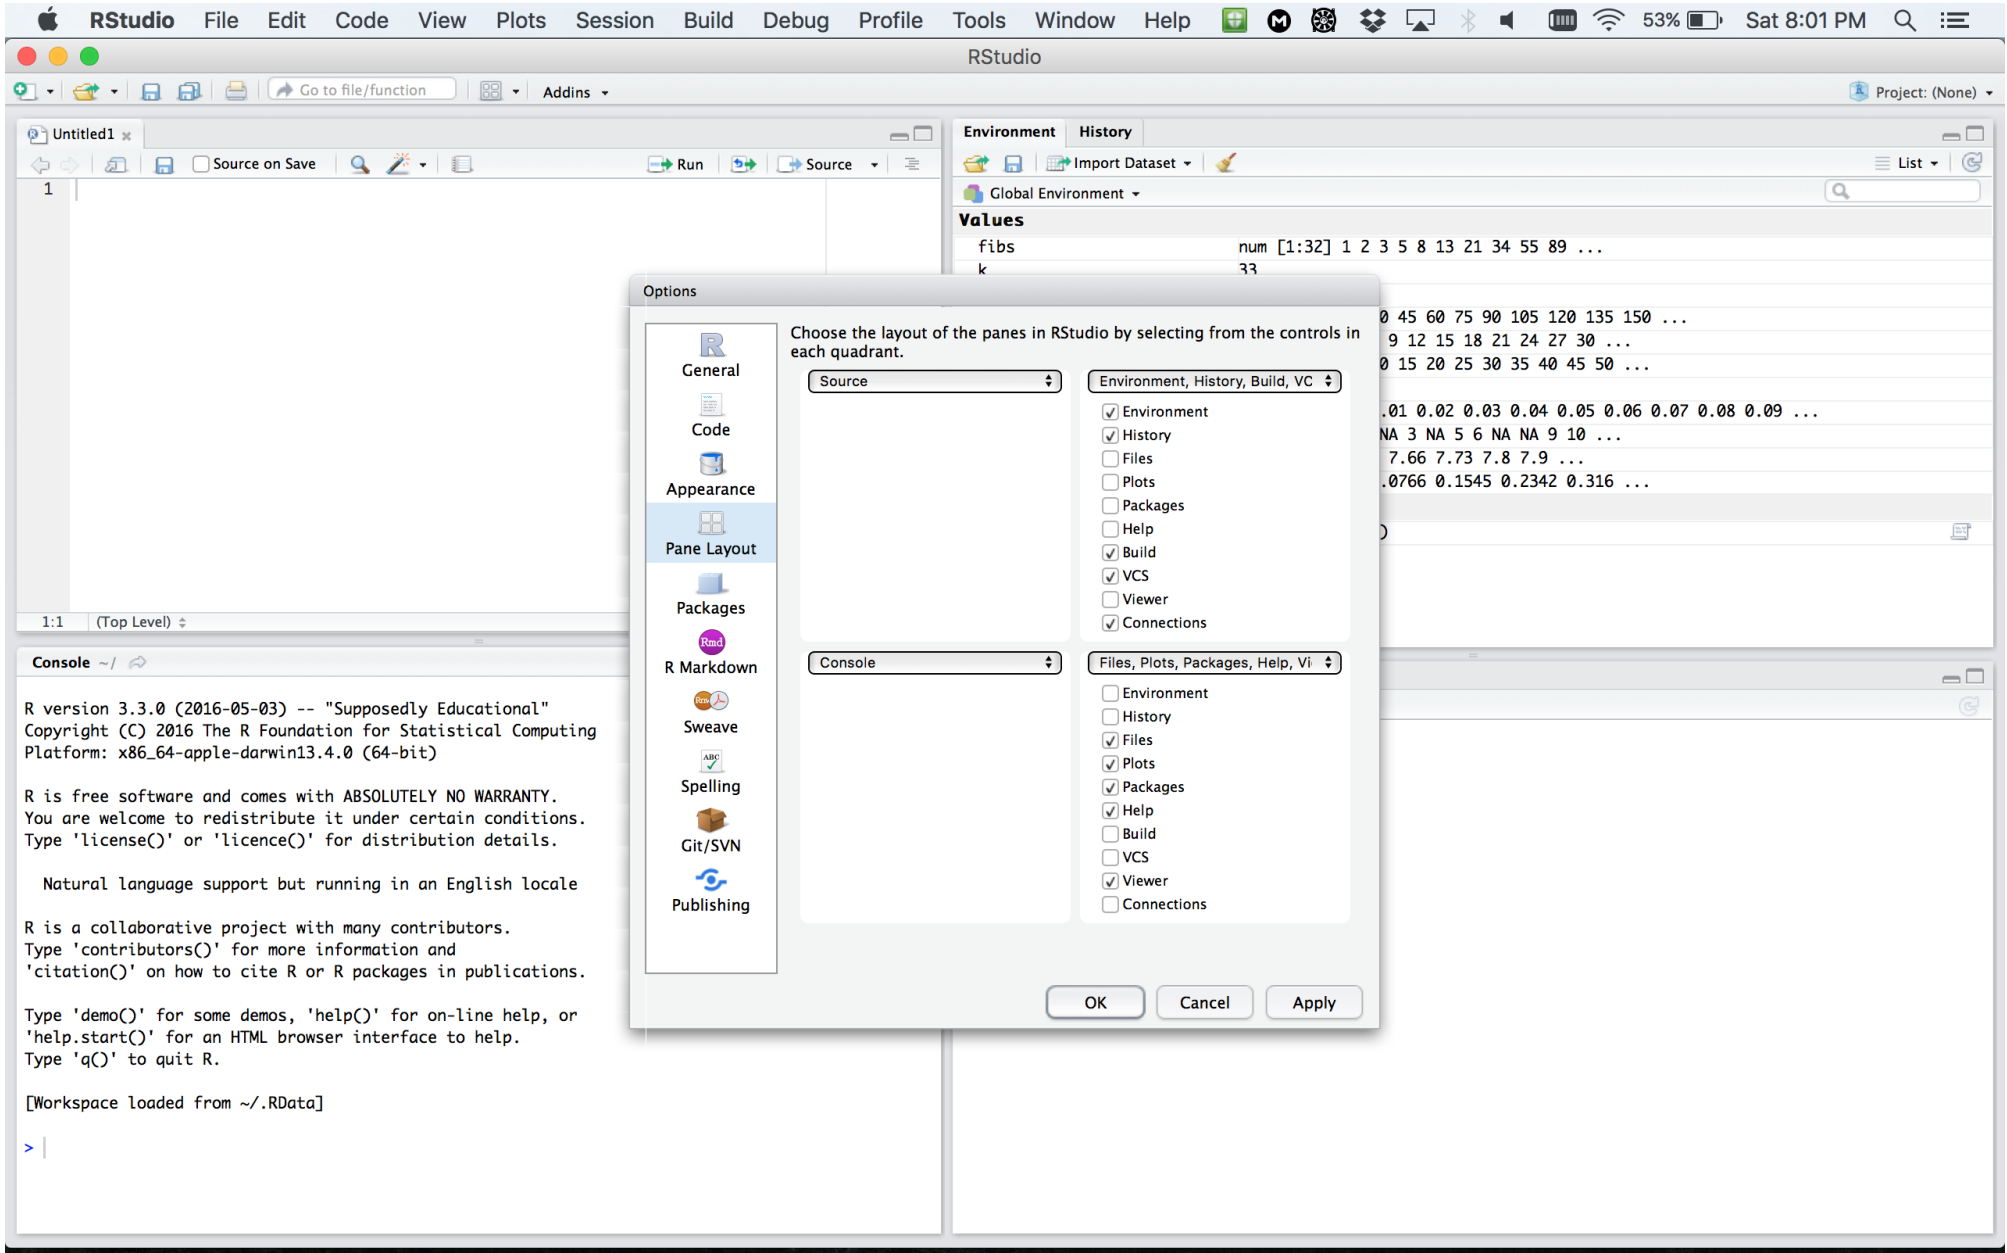 RStudio File Edit Code View Plots Session Build Debug Profile Tools Window Help 53% Sat 8:01 PM
RStudio
Go to file/function Addins Project: (None)
Untitled1
Source on Save Run Source
1
1:1 (Top Level)
Environment History
Import Dataset List
Global Environment
Values
fibs num [1:32] 1 2 3 5 8 13 21 34 55 89 ...
k 33
0 45 60 75 90 105 120 135 150 ...
9 12 15 18 21 24 27 30 ...
0 15 20 25 30 35 40 45 50 ...
.01 0.02 0.03 0.04 0.05 0.06 0.07 0.08 0.09 ...
NA 3 NA 5 6 NA NA 9 10 ...
7.66 7.73 7.8 7.9 ...
.0766 0.1545 0.2342 0.316 ...
)
Options
General
Code
Appearance
Pane Layout
Packages
Rmd
R Markdown
Sweave
ABC
Spelling
Git/SVN
Publishing
Choose the layout of the panes in RStudio by selecting from the controls in
each quadrant.
Source
Environment, History, Build, VC
Environment
History
Files
Plots
Packages
Help
Build
VCS
Viewer
Connections
Console
Files, Plots, Packages, Help, Vi
Environment
History
Files
Plots
Packages
Help
Build
VCS
Viewer
Connections
OK Cancel Apply
Console ~/
R version 3.3.0 (2016-05-03) -- "Supposedly Educational"
Copyright (C) 2016 The R Foundation for Statistical Computing
Platform: x86_64-apple-darwin13.4.0 (64-bit)
R is free software and comes with ABSOLUTELY NO WARRANTY.
You are welcome to redistribute it under certain conditions.
Type 'license()' or 'licence()' for distribution details.
Natural language support but running in an English locale
R is a collaborative project with many contributors.
Type 'contributors()' for more information and
'citation()' on how to cite R or R packages in publications.
Type 'demo()' for some demos, 'help()' for on-line help, or
'help.start()' for an HTML browser interface to help.
Type 'q()' to quit R.
[Workspace loaded from ~/.RData]
>